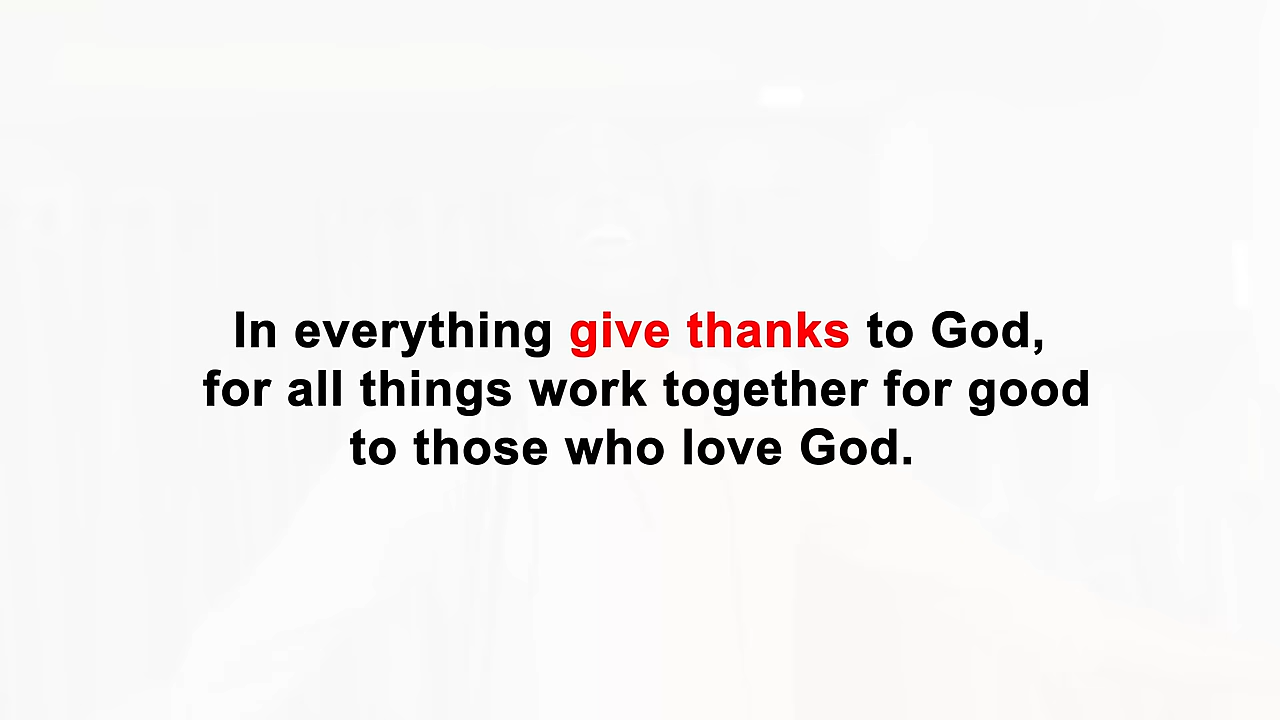 In everything give thanks to God,
for all things work together for good
to those who love God.